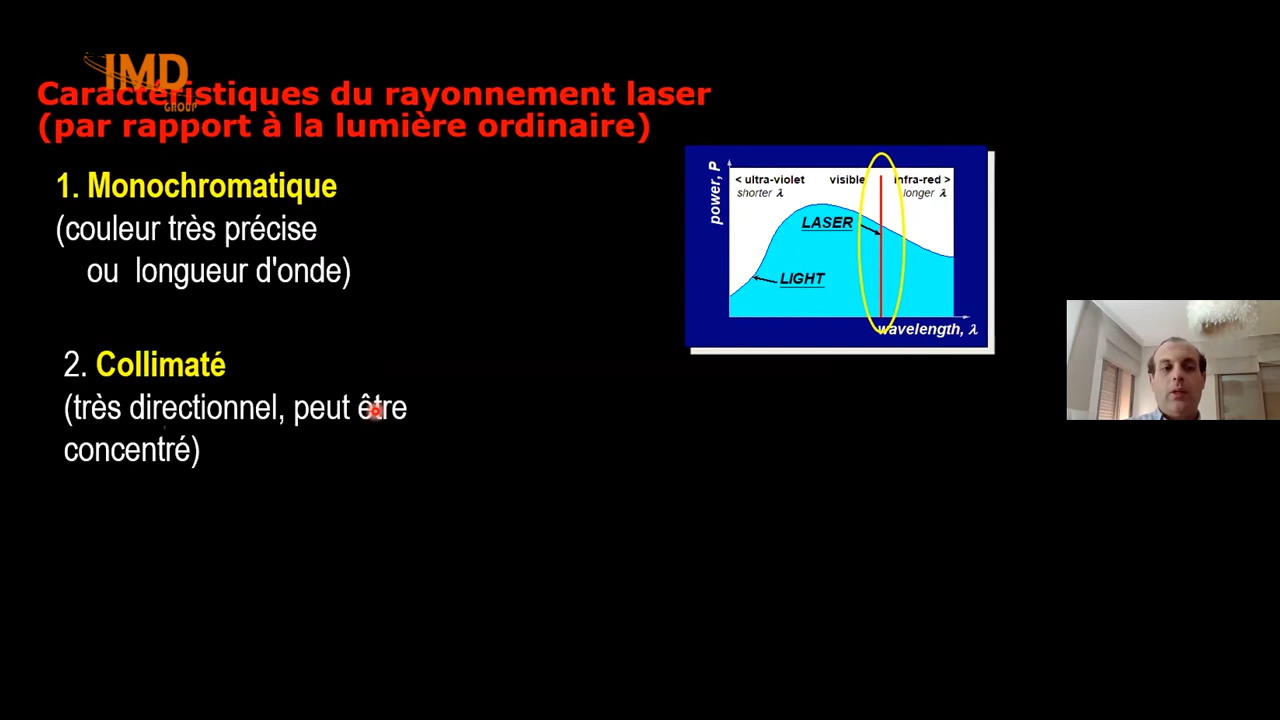 IMD
GROUP
Caractéristiques du rayonnement laser
(par rapport à la lumière ordinaire)
1. Monochromatique
(couleur très précise
ou longueur d'onde)
2. Collimaté
(très directionnel, peut être
concentré)
power, P
< ultra-violet visible infra-red >
shorter λ longer λ
LASER
LIGHT
wavelength, λ